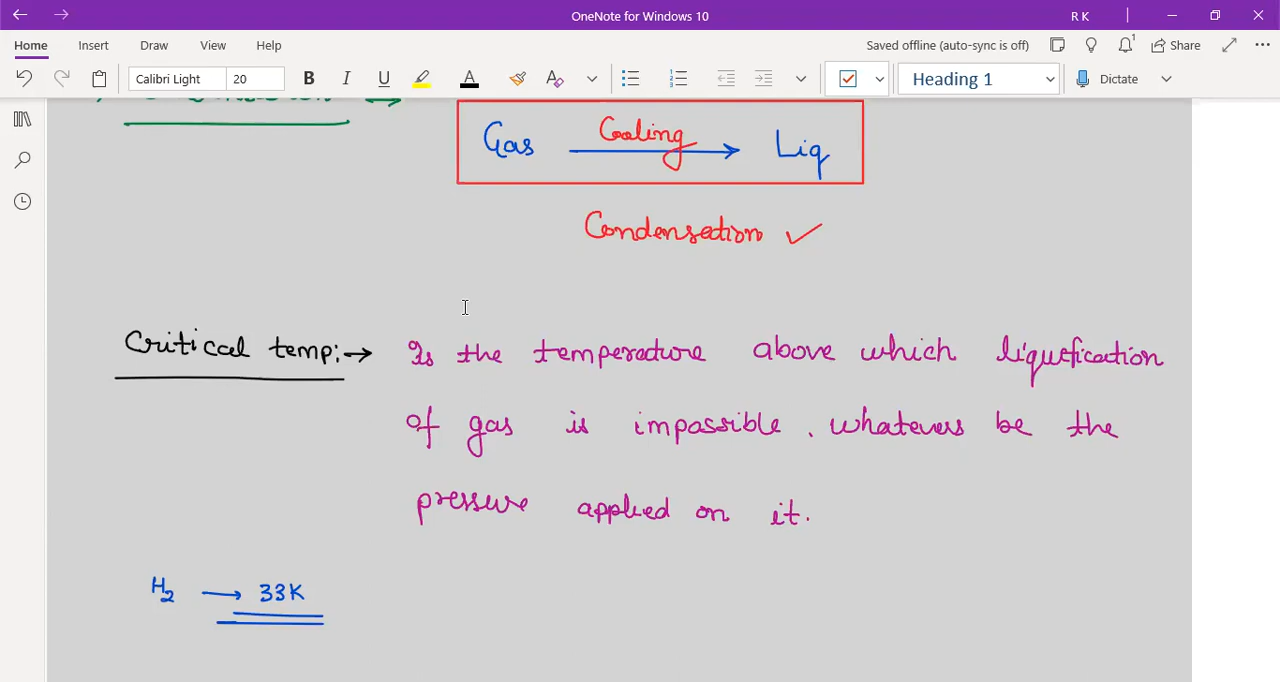 OneNote for Windows 10
R K
Home Insert Draw View Help
Saved offline (auto-sync is off)
1
Share
Calibri Light 20 B I U A A Heading 1 Dictate
Gas Cooling Liq
Condensation ✓
Critical temp: → Is the temperature above which liquefication
of gas is impossible. whatever be the
pressure applied on it.
H₂ → 33K